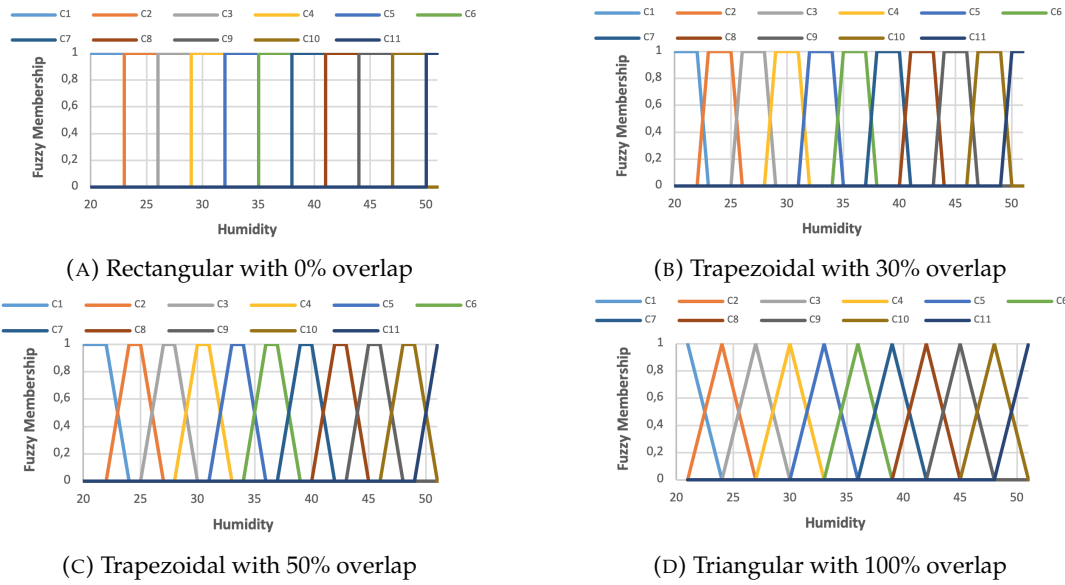 C1 C2 C3 C4 C5 C6
C7 C8 C9 C10 C11
Fuzzy Membership
1
0,8
0,6
0,4
0,2
0
20 25 30 35 40 45 50
Humidity
(A) Rectangular with 0% overlap
C1 C2 C3 C4 C5 C6
C7 C8 C9 C10 C11
Fuzzy Membership
1
0,8
0,6
0,4
0,2
0
20 25 30 35 40 45 50
Humidity
(B) Trapezoidal with 30% overlap
C1 C2 C3 C4 C5 C6
C7 C8 C9 C10 C11
Fuzzy Membership
1
0,8
0,6
0,4
0,2
0
20 25 30 35 40 45 50
Humidity
(C) Trapezoidal with 50% overlap
C1 C2 C3 C4 C5 C6
C7 C8 C9 C10 C11
Fuzzy Membership
1
0,8
0,6
0,4
0,2
0
20 25 30 35 40 45 50
Humidity
(D) Triangular with 100% overlap